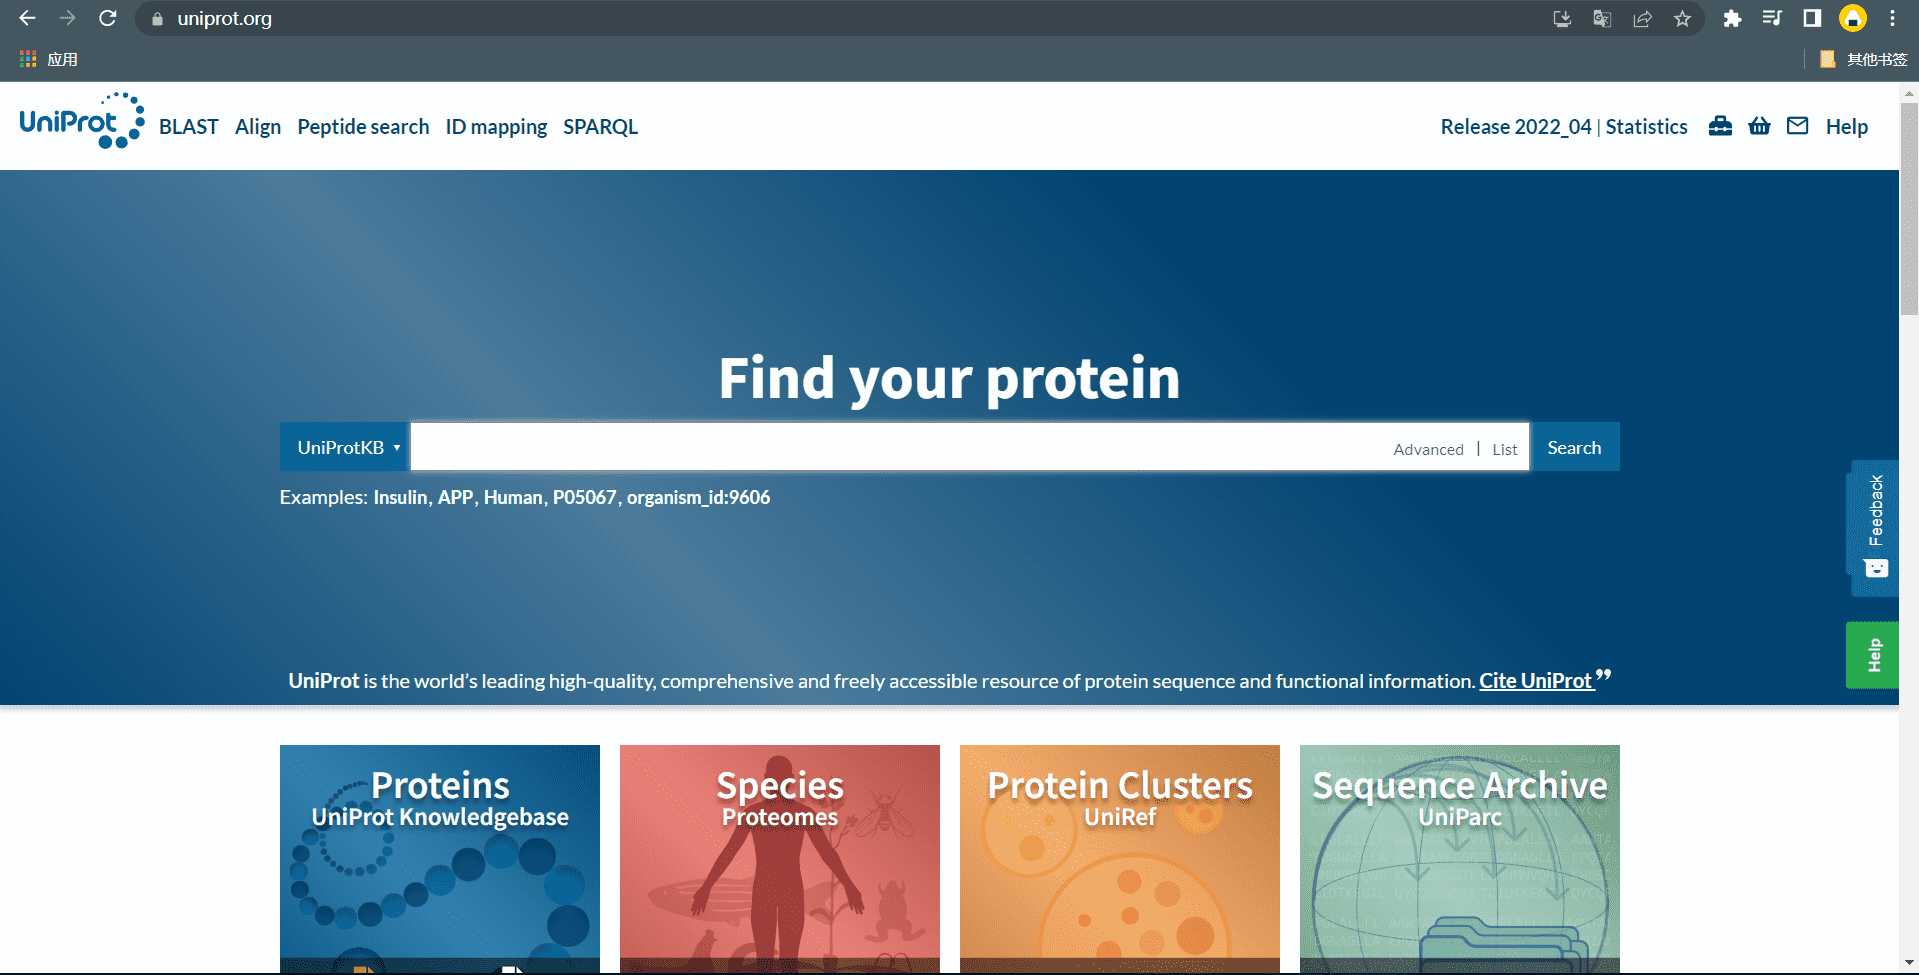 uniprot.org
应用
其他书签
UniProt BLAST Align Peptide search ID mapping SPARQL
Release 2022_04 | Statistics Help
Find your protein
UniProtKB Advanced | List Search
Examples: Insulin, APP, Human, P05067, organism_id:9606
Feedback
Help
UniProt is the world's leading high-quality, comprehensive and freely accessible resource of protein sequence and functional information. Cite UniProt ”
Proteins
UniProt Knowledgebase
Species
Proteomes
Protein Clusters
UniRef
Sequence Archive
UniParc